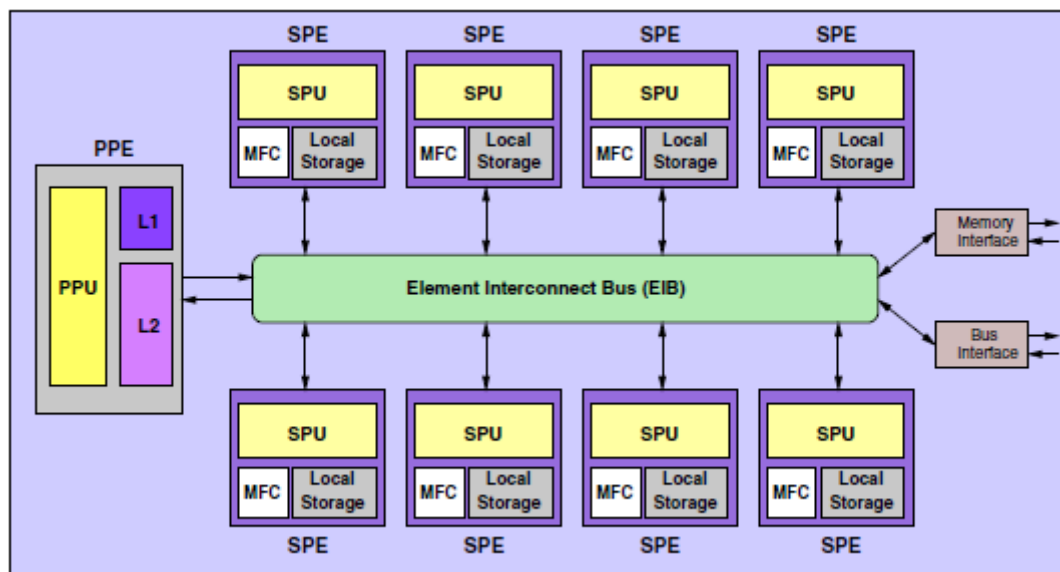 SPE SPE SPE SPE
SPU SPU SPU SPU
MFC Local Storage MFC Local Storage MFC Local Storage MFC Local Storage
PPE
PPU
L1
L2
Element Interconnect Bus (EIB)
Memory
Interface
Bus
Interface
SPU SPU SPU SPU
MFC Local Storage MFC Local Storage MFC Local Storage MFC Local Storage
SPE SPE SPE SPE